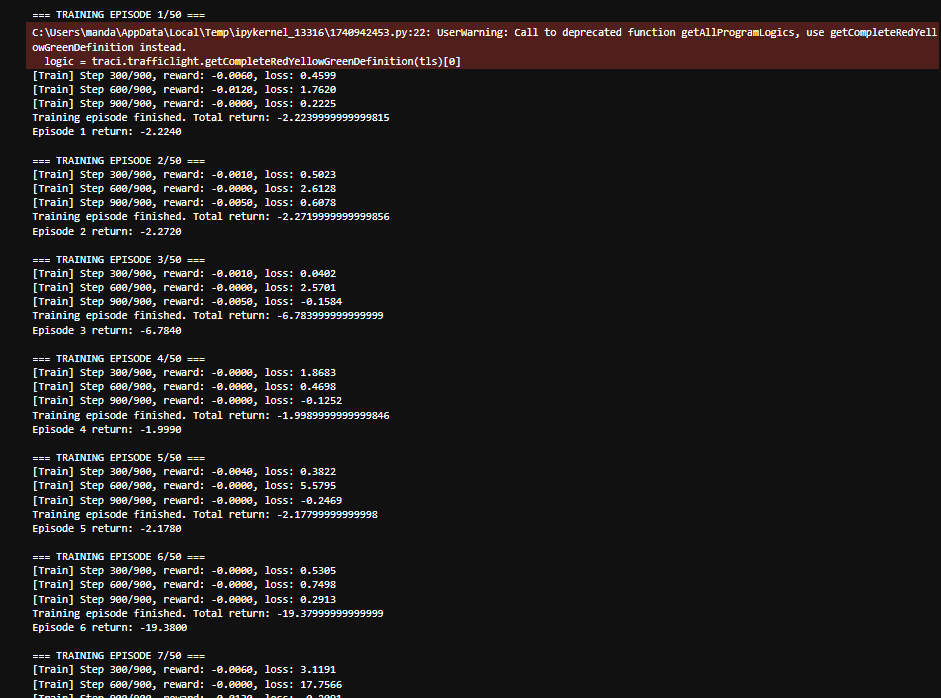 === TRAINING EPISODE 1/50 ===
C:\Users\manda\AppData\Local\Temp\ipykernel_13316\1740942453.py:22: UserWarning: Call to deprecated function getAllProgramLogics, use getCompleteRedYell
owGreenDefinition instead.
  logic = traci.trafficlight.getCompleteRedYellowGreenDefinition(tls)[0]
[Train] Step 300/900, reward: -0.0060, loss: 0.4599
[Train] Step 600/900, reward: -0.0120, loss: 1.7620
[Train] Step 900/900, reward: -0.0000, loss: 0.2225
Training episode finished. Total return: -2.2239999999999815
Episode 1 return: -2.2240

=== TRAINING EPISODE 2/50 ===
[Train] Step 300/900, reward: -0.0010, loss: 0.5023
[Train] Step 600/900, reward: -0.0000, loss: 2.6128
[Train] Step 900/900, reward: -0.0050, loss: 0.6078
Training episode finished. Total return: -2.2719999999999856
Episode 2 return: -2.2720

=== TRAINING EPISODE 3/50 ===
[Train] Step 300/900, reward: -0.0010, loss: 0.0402
[Train] Step 600/900, reward: -0.0000, loss: 2.5701
[Train] Step 900/900, reward: -0.0050, loss: -0.1584
Training episode finished. Total return: -6.783999999999999
Episode 3 return: -6.7840

=== TRAINING EPISODE 4/50 ===
[Train] Step 300/900, reward: -0.0000, loss: 1.8683
[Train] Step 600/900, reward: -0.0000, loss: 0.4698
[Train] Step 900/900, reward: -0.0000, loss: -0.1252
Training episode finished. Total return: -1.9989999999999846
Episode 4 return: -1.9990

=== TRAINING EPISODE 5/50 ===
[Train] Step 300/900, reward: -0.0040, loss: 0.3822
[Train] Step 600/900, reward: -0.0000, loss: 5.5795
[Train] Step 900/900, reward: -0.0000, loss: -0.2469
Training episode finished. Total return: -2.17799999999998
Episode 5 return: -2.1780

=== TRAINING EPISODE 6/50 ===
[Train] Step 300/900, reward: -0.0000, loss: 0.5305
[Train] Step 600/900, reward: -0.0000, loss: 0.7498
[Train] Step 900/900, reward: -0.0000, loss: 0.2913
Training episode finished. Total return: -19.37999999999999
Episode 6 return: -19.3800

=== TRAINING EPISODE 7/50 ===
[Train] Step 300/900, reward: -0.0060, loss: 3.1191
[Train] Step 600/900, reward: -0.0000, loss: 17.7566